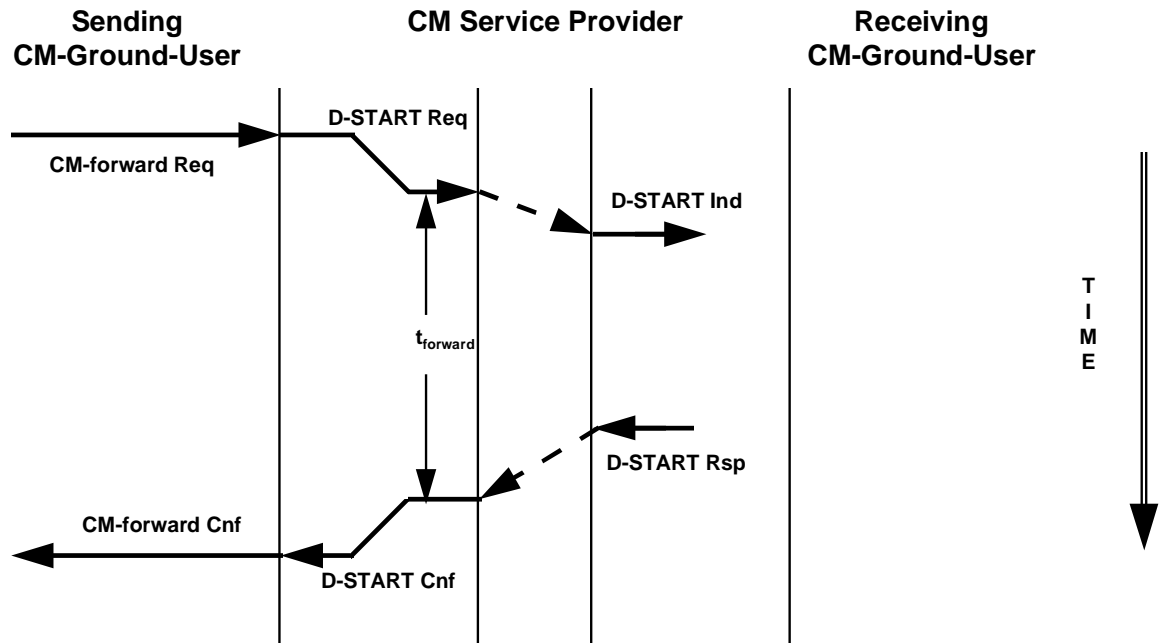 Sending
CM-Ground-User
CM Service Provider
Receiving
CM-Ground-User
D-START Req
CM-forward Req
D-START Ind
T
I
M
E
tforward
D-START Rsp
CM-forward Cnf
D-START Cnf